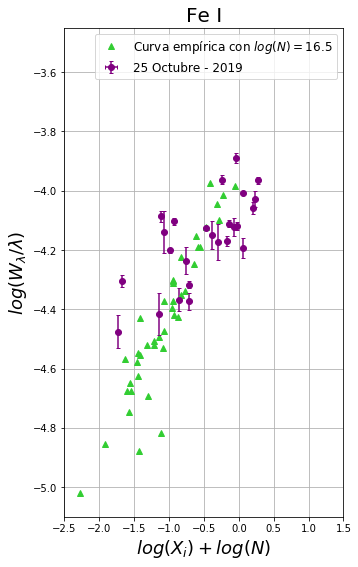 Fe I
Curva empírica con log(N) = 16.5
25 Octubre - 2019
log(W_λ/λ)
−3.6
−3.8
−4.0
−4.2
−4.4
−4.6
−4.8
−5.0
−2.5 −2.0 −1.5 −1.0 −0.5 0.0 0.5 1.0 1.5
log(X_i) + log(N)